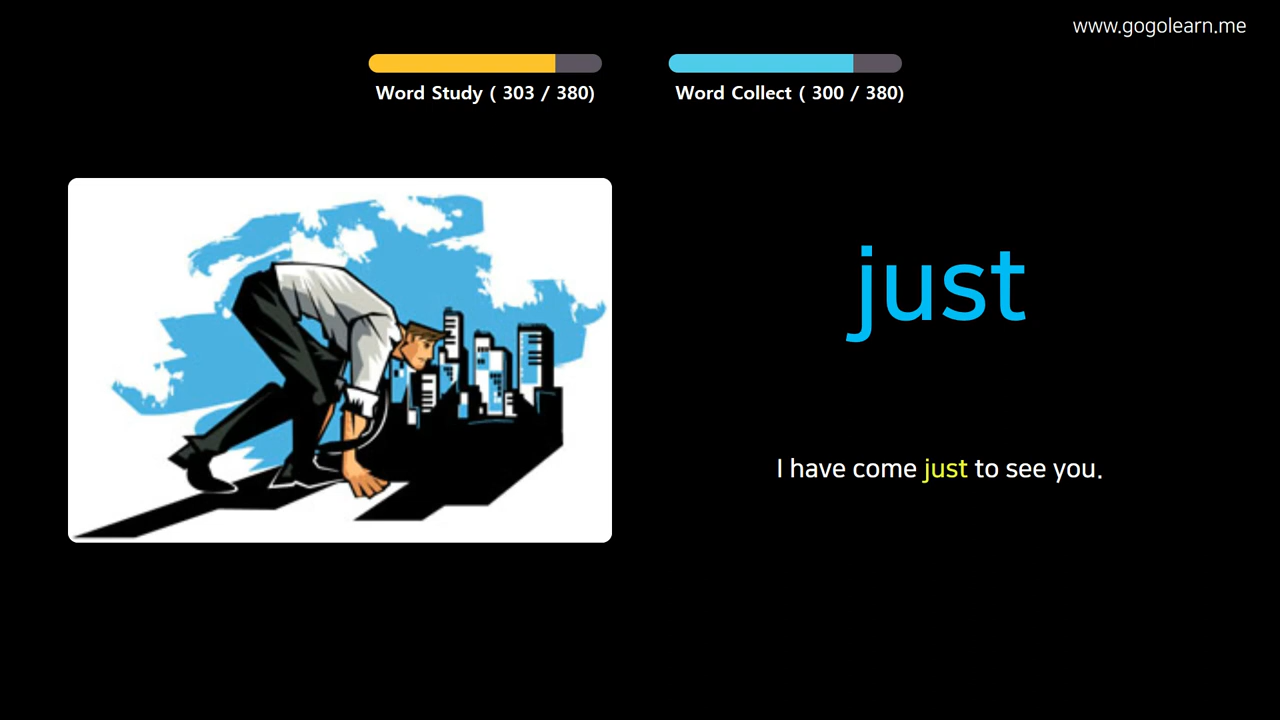 www.gogolearn.me
Word Study ( 303 / 380)
Word Collect ( 300 / 380)
just
I have come just to see you.